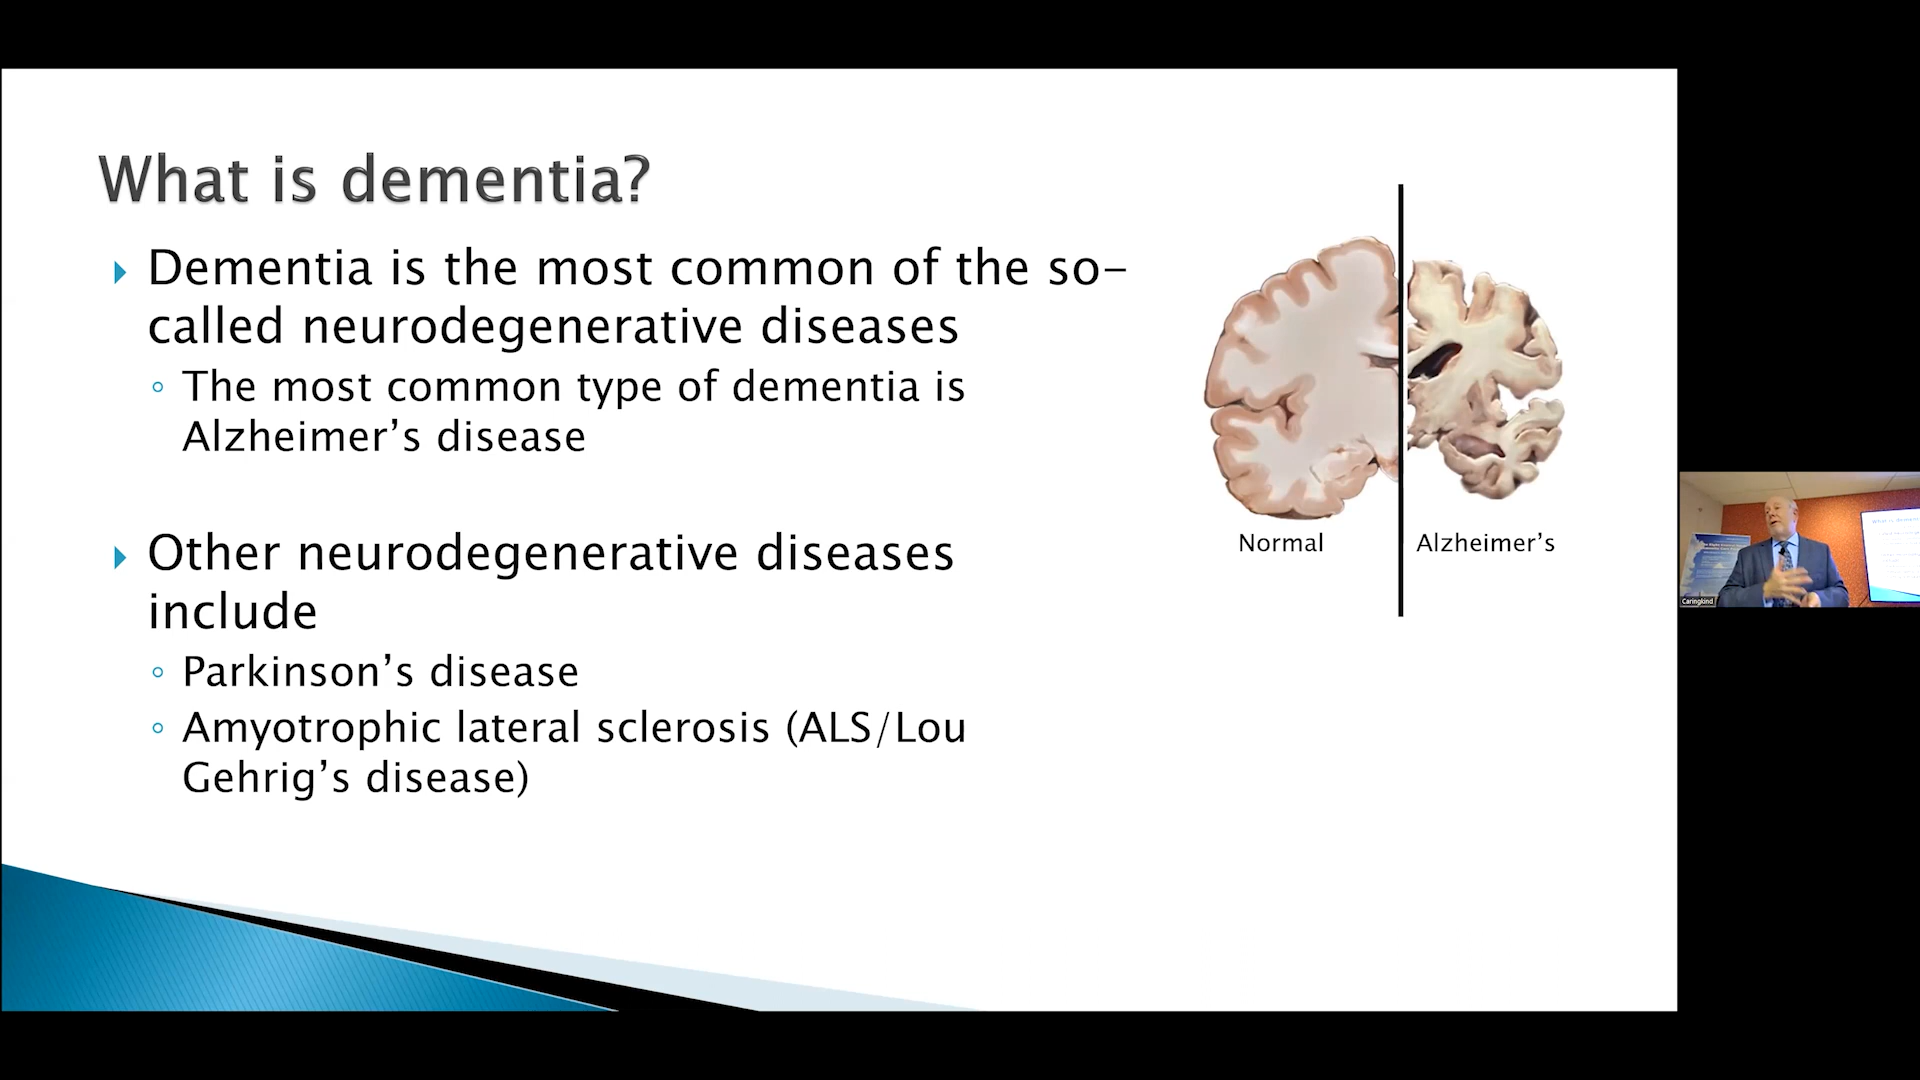 What is dementia?
Dementia is the most common of the so-
called neurodegenerative diseases
The most common type of dementia is
Alzheimer’s disease
Other neurodegenerative diseases
include
Parkinson’s disease
Amyotrophic lateral sclerosis (ALS/Lou
Gehrig’s disease)
Normal
Alzheimer’s
Caringkind